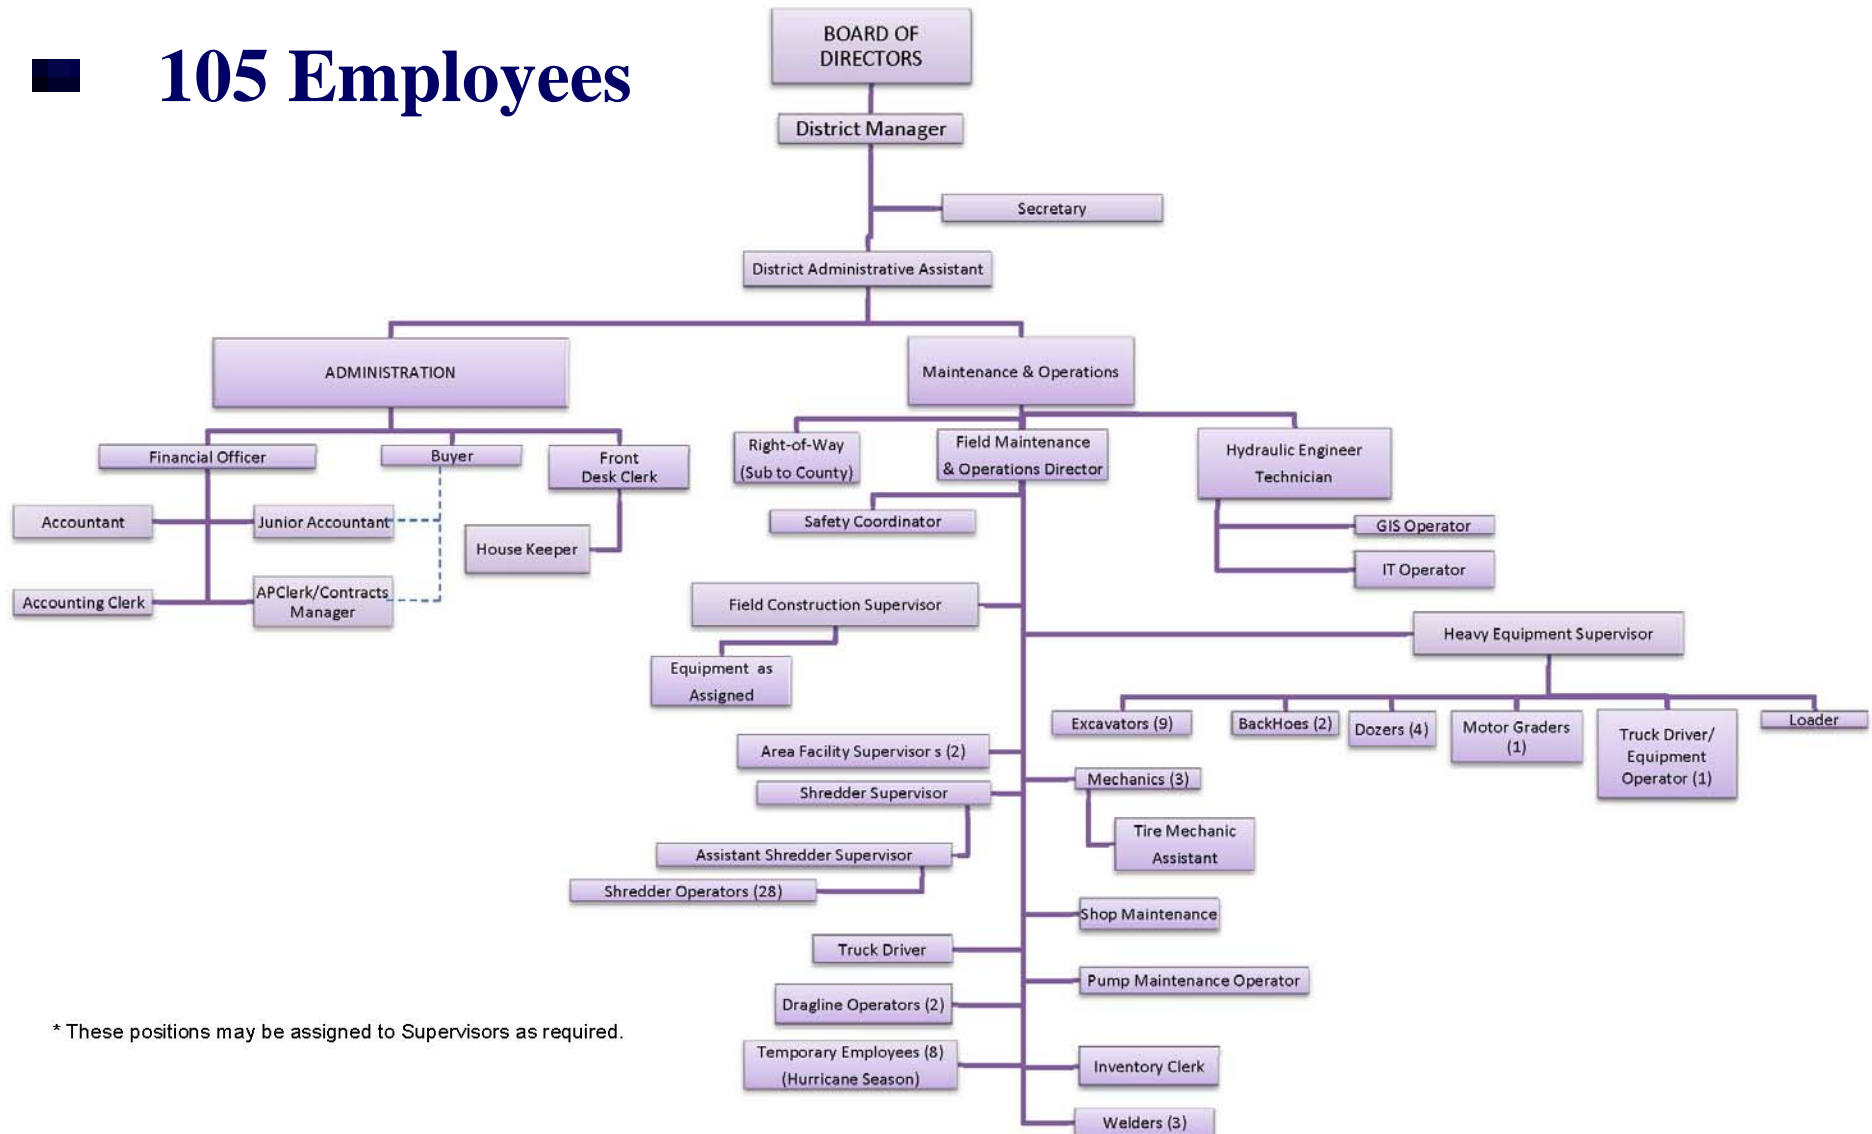 105 Employees
BOARD OF
DIRECTORS
District Manager
Secretary
District Administrative Assistant
ADMINISTRATION
Maintenance & Operations
Financial Officer
Buyer
Front
Desk Clerk
Accountant
Junior Accountant
House Keeper
Accounting Clerk
APClerk/Contracts
Manager
Right-of-Way
(Sub to County)
Field Maintenance
& Operations Director
Hydraulic Engineer
Technician
Safety Coordinator
GIS Operator
IT Operator
Field Construction Supervisor
Equipment as
Assigned
Heavy Equipment Supervisor
Excavators (9)
BackHoes (2)
Dozers (4)
Motor Graders
(1)
Truck Driver/
Equipment
Operator (1)
Loader
Area Facility Supervisor s (2)
Mechanics (3)
Shredder Supervisor
Tire Mechanic
Assistant
Assistant Shredder Supervisor
Shredder Operators (28)
Shop Maintenance
Truck Driver
Pump Maintenance Operator
Dragline Operators (2)
Temporary Employees (8)
(Hurricane Season)
Inventory Clerk
Welders (3)
* These positions may be assigned to Supervisors as required.